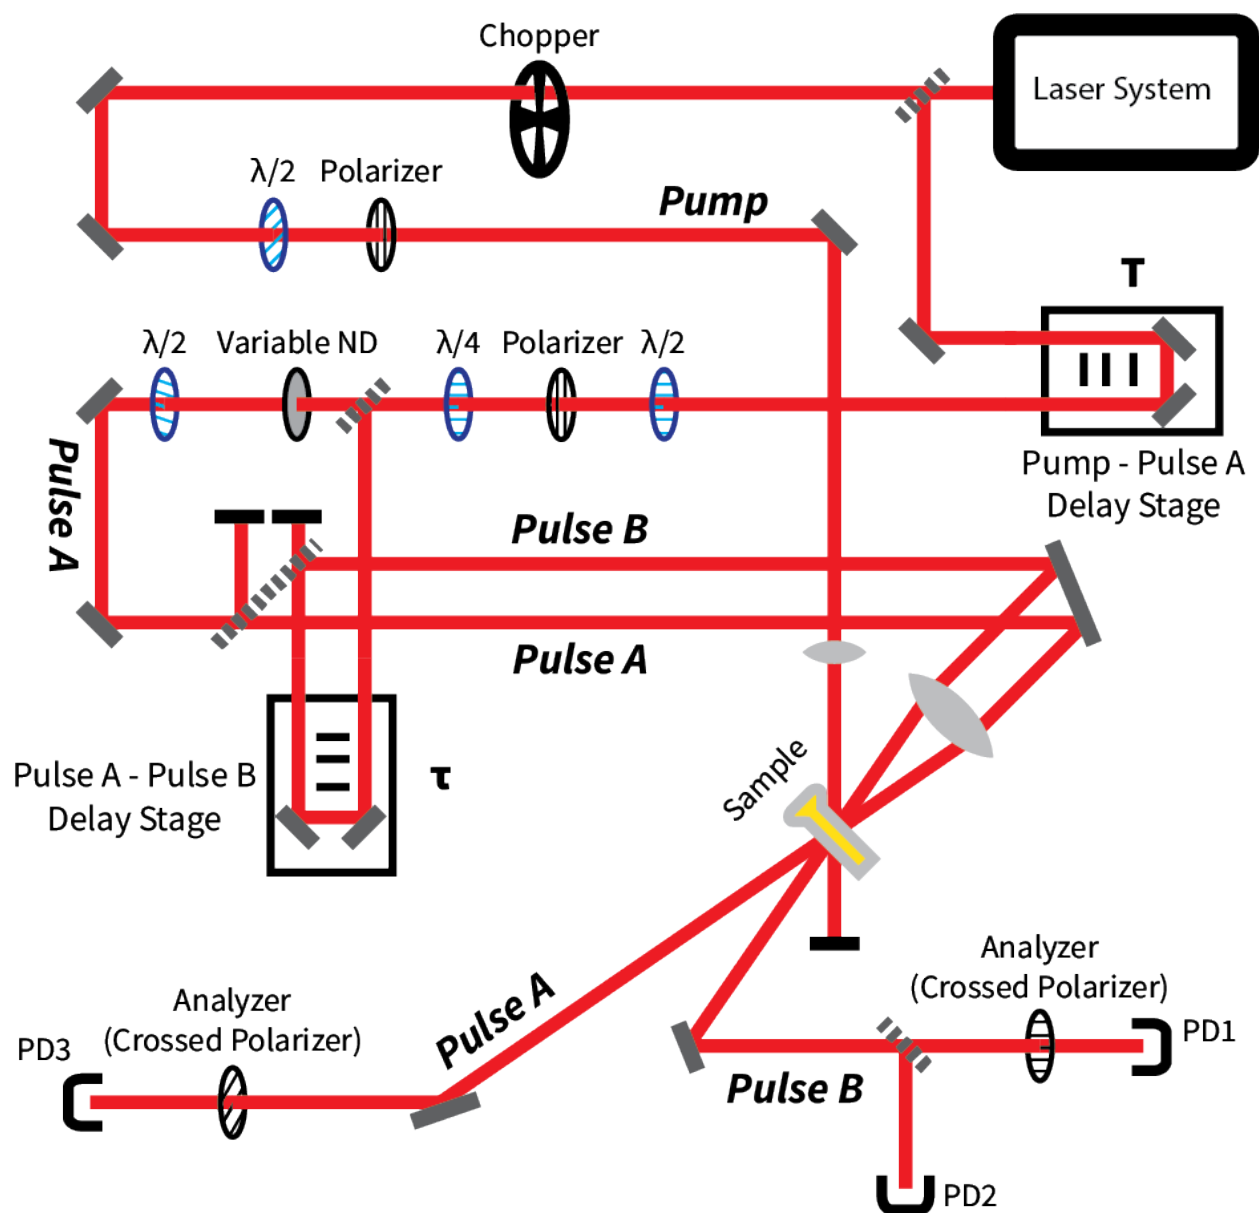 Chopper
Laser System
λ/2
Polarizer
Pump
T
λ/2
Variable ND
λ/4
Polarizer
λ/2
Pulse A
Pump - Pulse A
Delay Stage
Pulse B
Pulse A
Pulse A - Pulse B
Delay Stage
τ
Sample
Analyzer
(Crossed Polarizer)
PD1
Analyzer
(Crossed Polarizer)
PD3
Pulse A
Pulse B
PD2